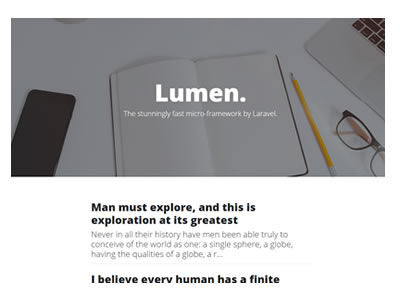 Lumen.
The stunningly fast micro-framework by Laravel.
Man must explore, and this is
exploration at its greatest
Never in all their history have men been able truly to
conceive of the world as one: a single sphere, a globe,
having the qualities of a globe, a r...
I believe every human has a finite